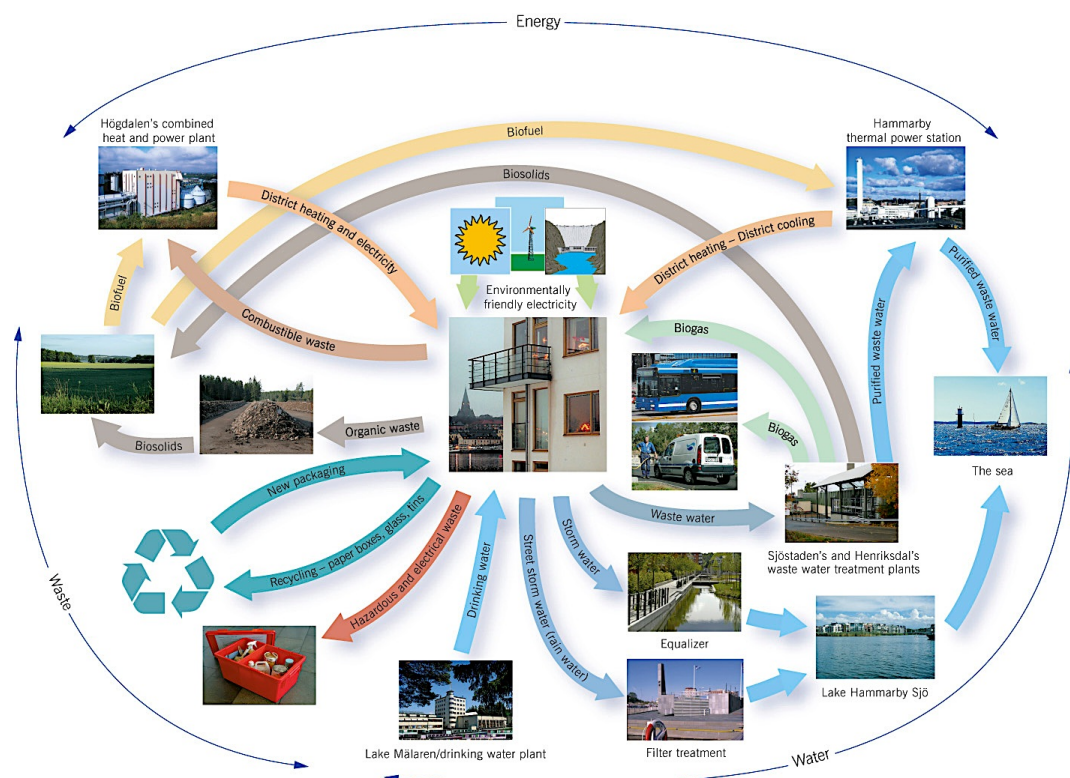 Energy
Högdalen's combined
heat and power plant
Hammarby
thermal power station
Biofuel
Biosolids
District heating and electricity
District heating – District cooling
Environmentally
friendly electricity
Biofuel
Combustible waste
Biogas
Purified waste water
Purified waste water
Biogas
The sea
Organic waste
Biosolids
New packaging
Waste water
Sjöstaden's and Henriksdal's
waste water treatment plants
Recycling – paper boxes, glass, tins
Hazardous and electrical waste
Drinking water
Street storm water (rain water)
Storm water
Waste
Equalizer
Lake Hammarby Sjö
Lake Mälaren/drinking water plant
Filter treatment
Water